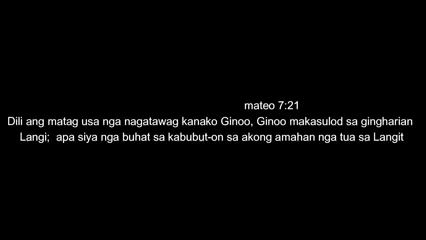 mateo 7:21
Dili ang matag usa nga nagatawag kanako Ginoo, Ginoo makasulod sa gingharian
Langi;  apa siya nga buhat sa kabubut-on sa akong amahan nga tua sa Langit